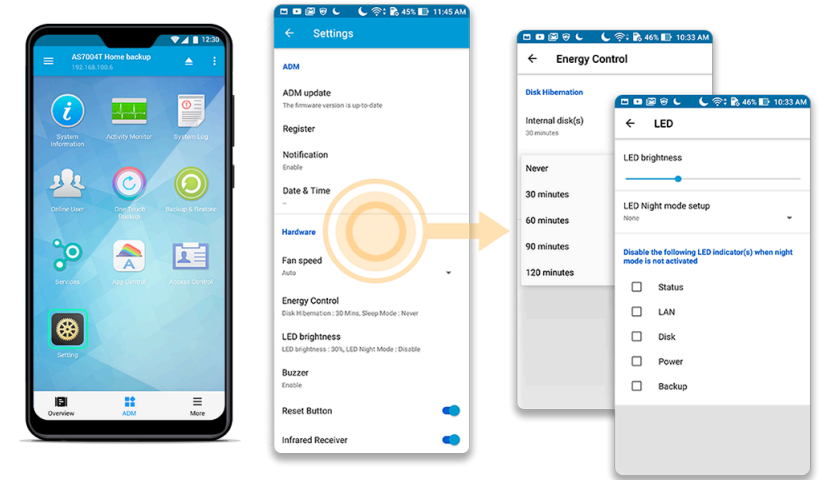 12:30
AS7004T Home backup
192.168.100.6
System
Information
Activity Monitor
System Log
Online User
One Touch
Backup
Backup & Restore
Services
App Central
Access Control
Setting
Overview
ADM
More
45%
11:45 AM
Settings
ADM
ADM update
The firmware version is up-to-date
Register
Notification
Enable
Date & Time
--
Hardware
Fan speed
Auto
Energy Control
Disk Hibernation : 30 Mins, Sleep Mode : Never
LED brightness
LED brightness : 30%, LED Night Mode : Disable
Buzzer
Enable
Reset Button
Infrared Receiver
46%
10:33 AM
Energy Control
Disk Hibernation
Internal disk(s)
30 minutes
Never
30 minutes
60 minutes
90 minutes
120 minutes
46%
10:33 AM
LED
LED brightness
LED Night mode setup
None
Disable the following LED indicator(s) when night
mode is not activated
Status
LAN
Disk
Power
Backup